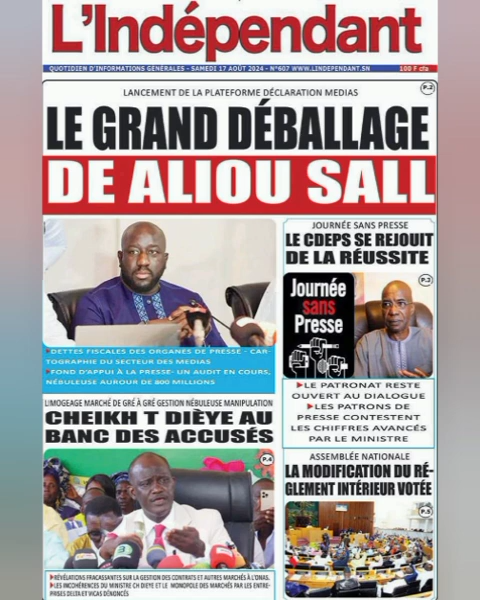 L'Indépendant
QUOTIDIEN D'INFORMATIONS GÉNÉRALES - SAMEDI 17 AOÛT 2024 - N°607 WWW.LINDEPENDANT.SN
100 F cfa
P.2
LANCEMENT DE LA PLATEFORME DÉCLARATION MEDIAS
LE GRAND DÉBALLAGE
DE ALIOU SALL
DETTES FISCALES DES ORGANES DE PRESSE - CAR-
TOGRAPHIE DU SECTEUR DES MEDIAS
FOND D'APPUI À LA PRESSE- UN AUDIT EN COURS,
NÉBULEUSE AUROUR DE 800 MILLIONS
JOURNÉE SANS PRESSE
LE CDEPS SE REJOUIT
DE LA RÉUSSITE
Journée
sans
Presse
LE PATRONAT RESTE
OUVERT AU DIALOGUE
LES PATRONS DE
PRESSE CONTESTENT
LES CHIFFRES AVANCÉS
PAR LE MINISTRE
LIMOGEAGE MARCHÉ DE GRÉ À GRÉ GESTION NÉBULEUSE MANIPULATION
CHEIKH T DIÈYE AU
BANC DES ACCUSÉS
P.4
RÉVÉLATIONS FRACASSANTES SUR LA GESTION DES CONTRATS ET AUTRES MARCHÉS À L'ONAS.
LES INCOHÉRENCES DU MINISTRE CH DIEYE ET LE MONOPOLE DES MARCHÉS PAR LES ENTRE-
PRISES DELTA ET VICAS DÉNONCÉS
ASSEMBLÉE NATIONALE
LA MODIFICATION DU RÉ-
GLEMENT INTÉRIEUR VOTÉE
P.5